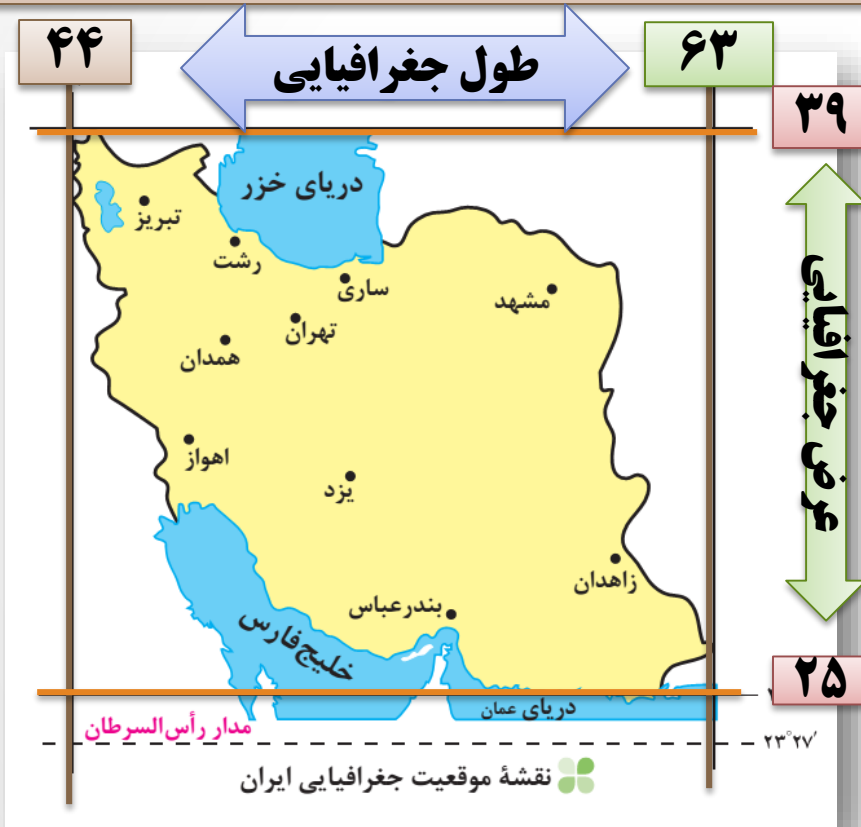 ۴۴
طول جغرافیایی
۶۳
۳۹
عرض جغرافیایی
دریای خزر
تبریز
رشت
ساری
مشهد
تهران
همدان
اهواز
یزد
زاهدان
بندرعباس
خلیج‌فارس
۲۵
دریای عمان
مدار رأس‌السرطان
۲۳°۲۷′
نقشهٔ موقعیت جغرافیایی ایران